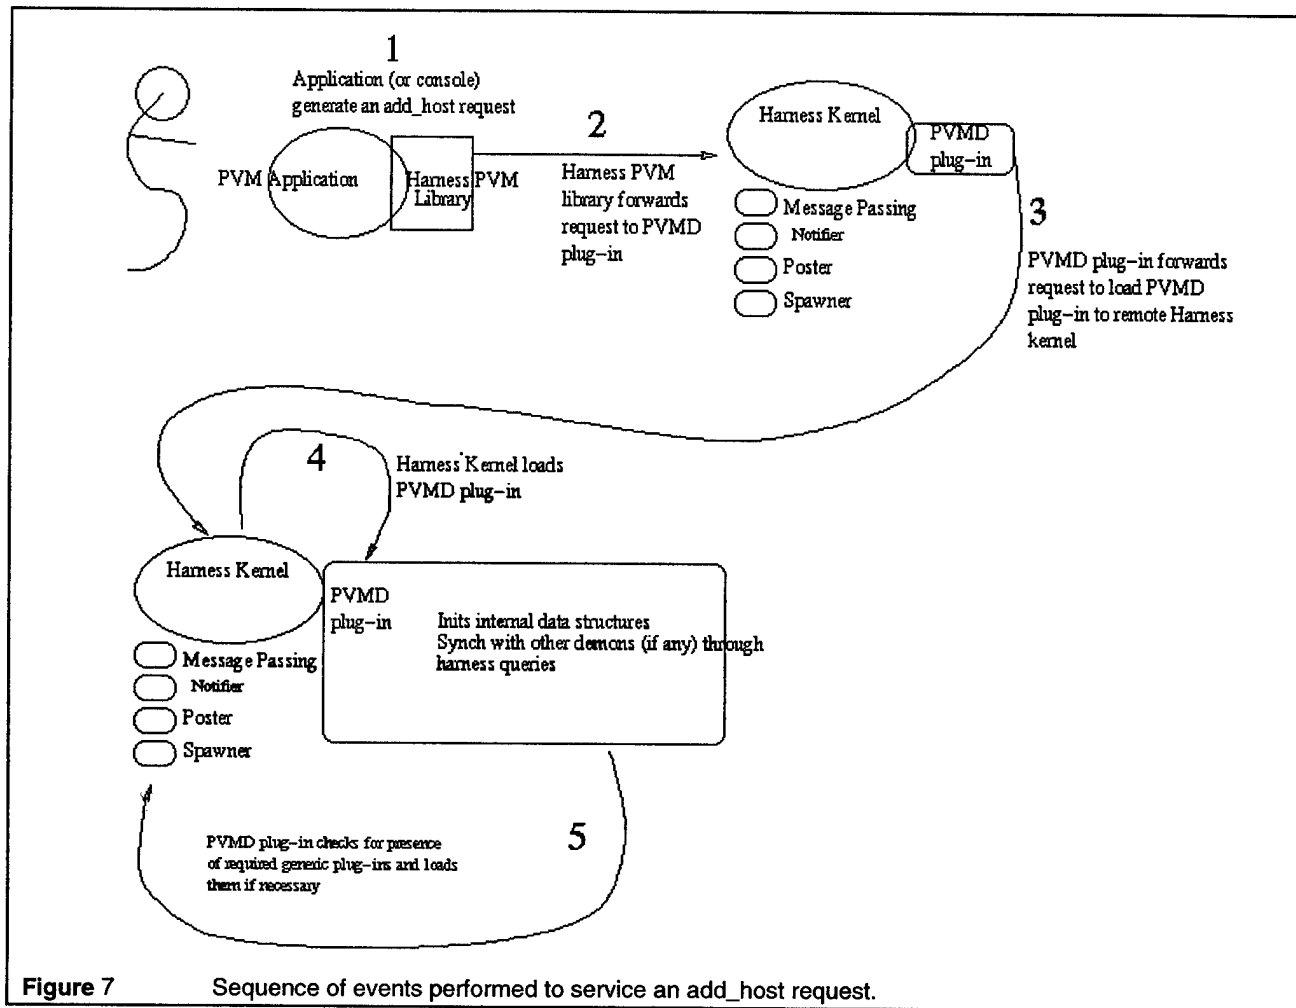 1
Application (or console)
generate an add_host request
PVM Application
Harness PVM
Library
2
Harness PVM
library forwards
request to PVMD
plug-in
Harness Kernel
PVMD
plug-in
Message Passing
Notifier
Poster
Spawner
3
PVMD plug-in forwards
request to load PVMD
plug-in to remote Harness
kernel
4
Harness Kernel loads
PVMD plug-in
Harness Kernel
PVMD
plug-in
Inits internal data structures
Synch with other demons (if any) through
harness queries
Message Passing
Notifier
Poster
Spawner
5
PVMD plug-in checks for presence
of required generic plug-ins and loads
them if necessary
Figure 7 Sequence of events performed to service an add_host request.